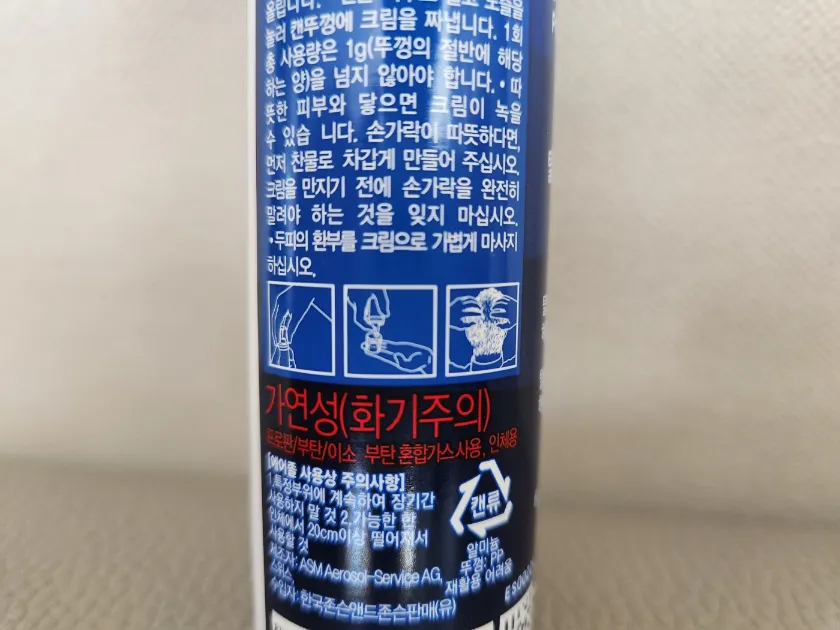 올립니다.
눌러 캔뚜껑에 크림을 짜냅니다. 1회
총 사용량은 1g(뚜껑의 절반에 해당
하는 양)을 넘지 않아야 합니다. • 따
뜻한 피부와 닿으면 크림이 녹을
수 있습 니다. 손가락이 따뜻하다면,
먼저 찬물로 차갑게 만들어 주십시오.
크림을 만지기 전에 손가락을 완전히
말려야 하는 것을 잊지 마십시오.
• 두피의 환부를 크림으로 가볍게 마사지
하십시오.
가연성(화기주의)
프로판/부탄/이소 부탄 혼합가스사용, 인체용
[에어졸 사용상 주의사항]
1.특정부위에 계속하여 장기간
사용하지 말 것 2.가능한 한
인체에서 20cm이상 떨어져서
사용할 것
제조자: ASM Aerosol-Service AG,
스위스
수입자: 한국존슨앤드존슨판매(유)
캔류
알미늄
뚜껑: PP
재활용 어려움